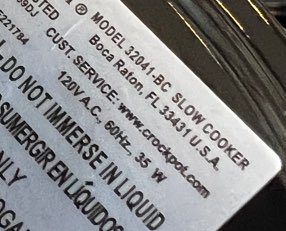 ® MODEL 32041-BC SLOW COOKER
Boca Raton, FL 33431 U.S.A.
CUST. SERVICE: www.crockpot.com
120V A.C., 60Hz, 35 W
DO NOT IMMERSE IN LIQUID
SUMERGIR EN LÍQUIDOS
ONLY